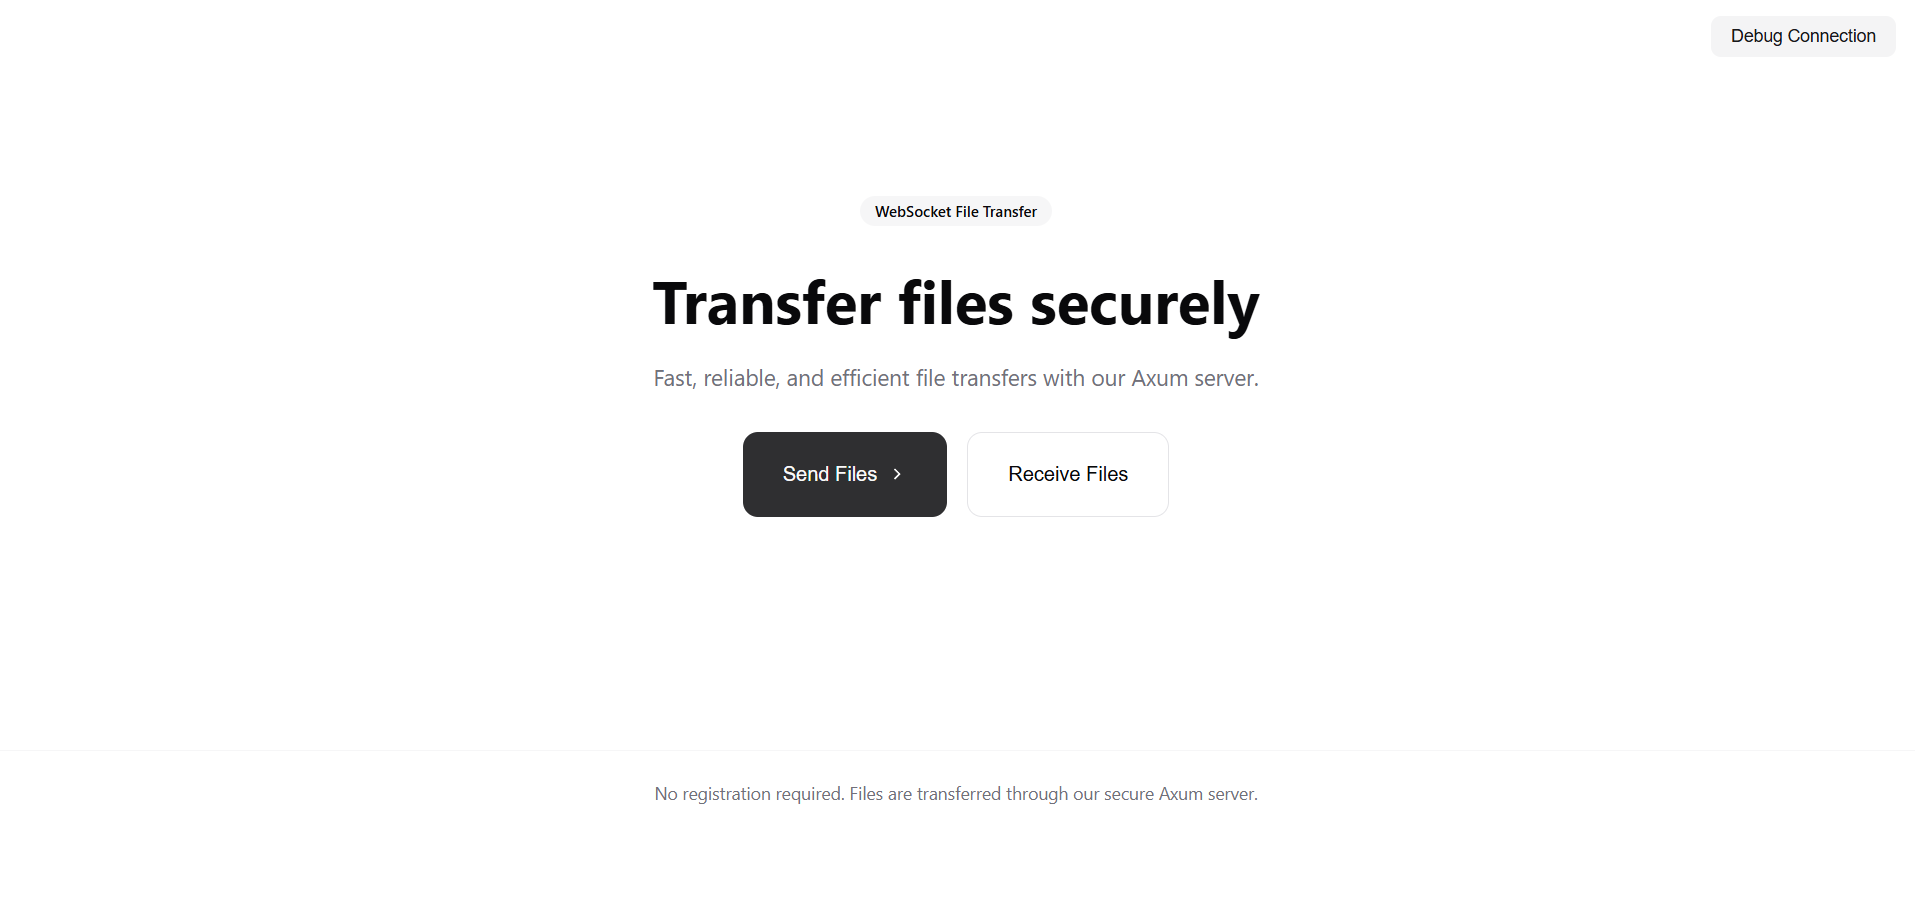 Debug Connection
WebSocket File Transfer
Transfer files securely
Fast, reliable, and efficient file transfers with our Axum server.
Send Files
Receive Files
No registration required. Files are transferred through our secure Axum server.